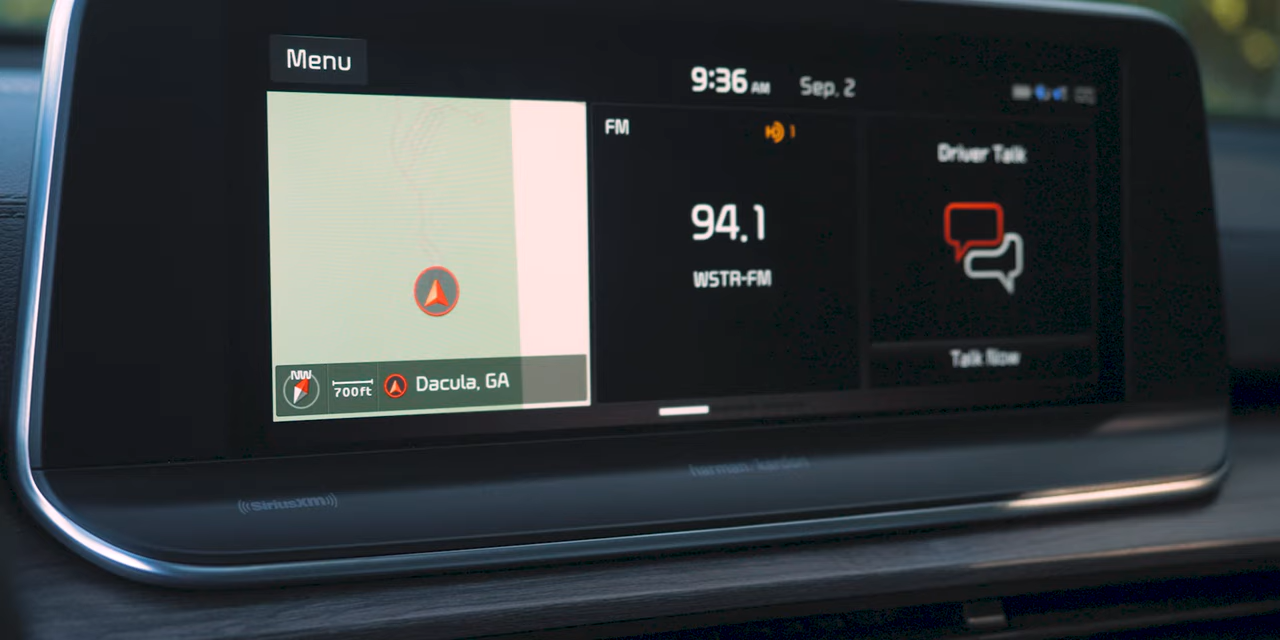 Menu
9:36 AM Sep. 2
FM
1
94.1
WSTR-FM
Driver Talk
Talk Now
NW
700ft
Dacula, GA
((SiriusXM))
harman/kardon